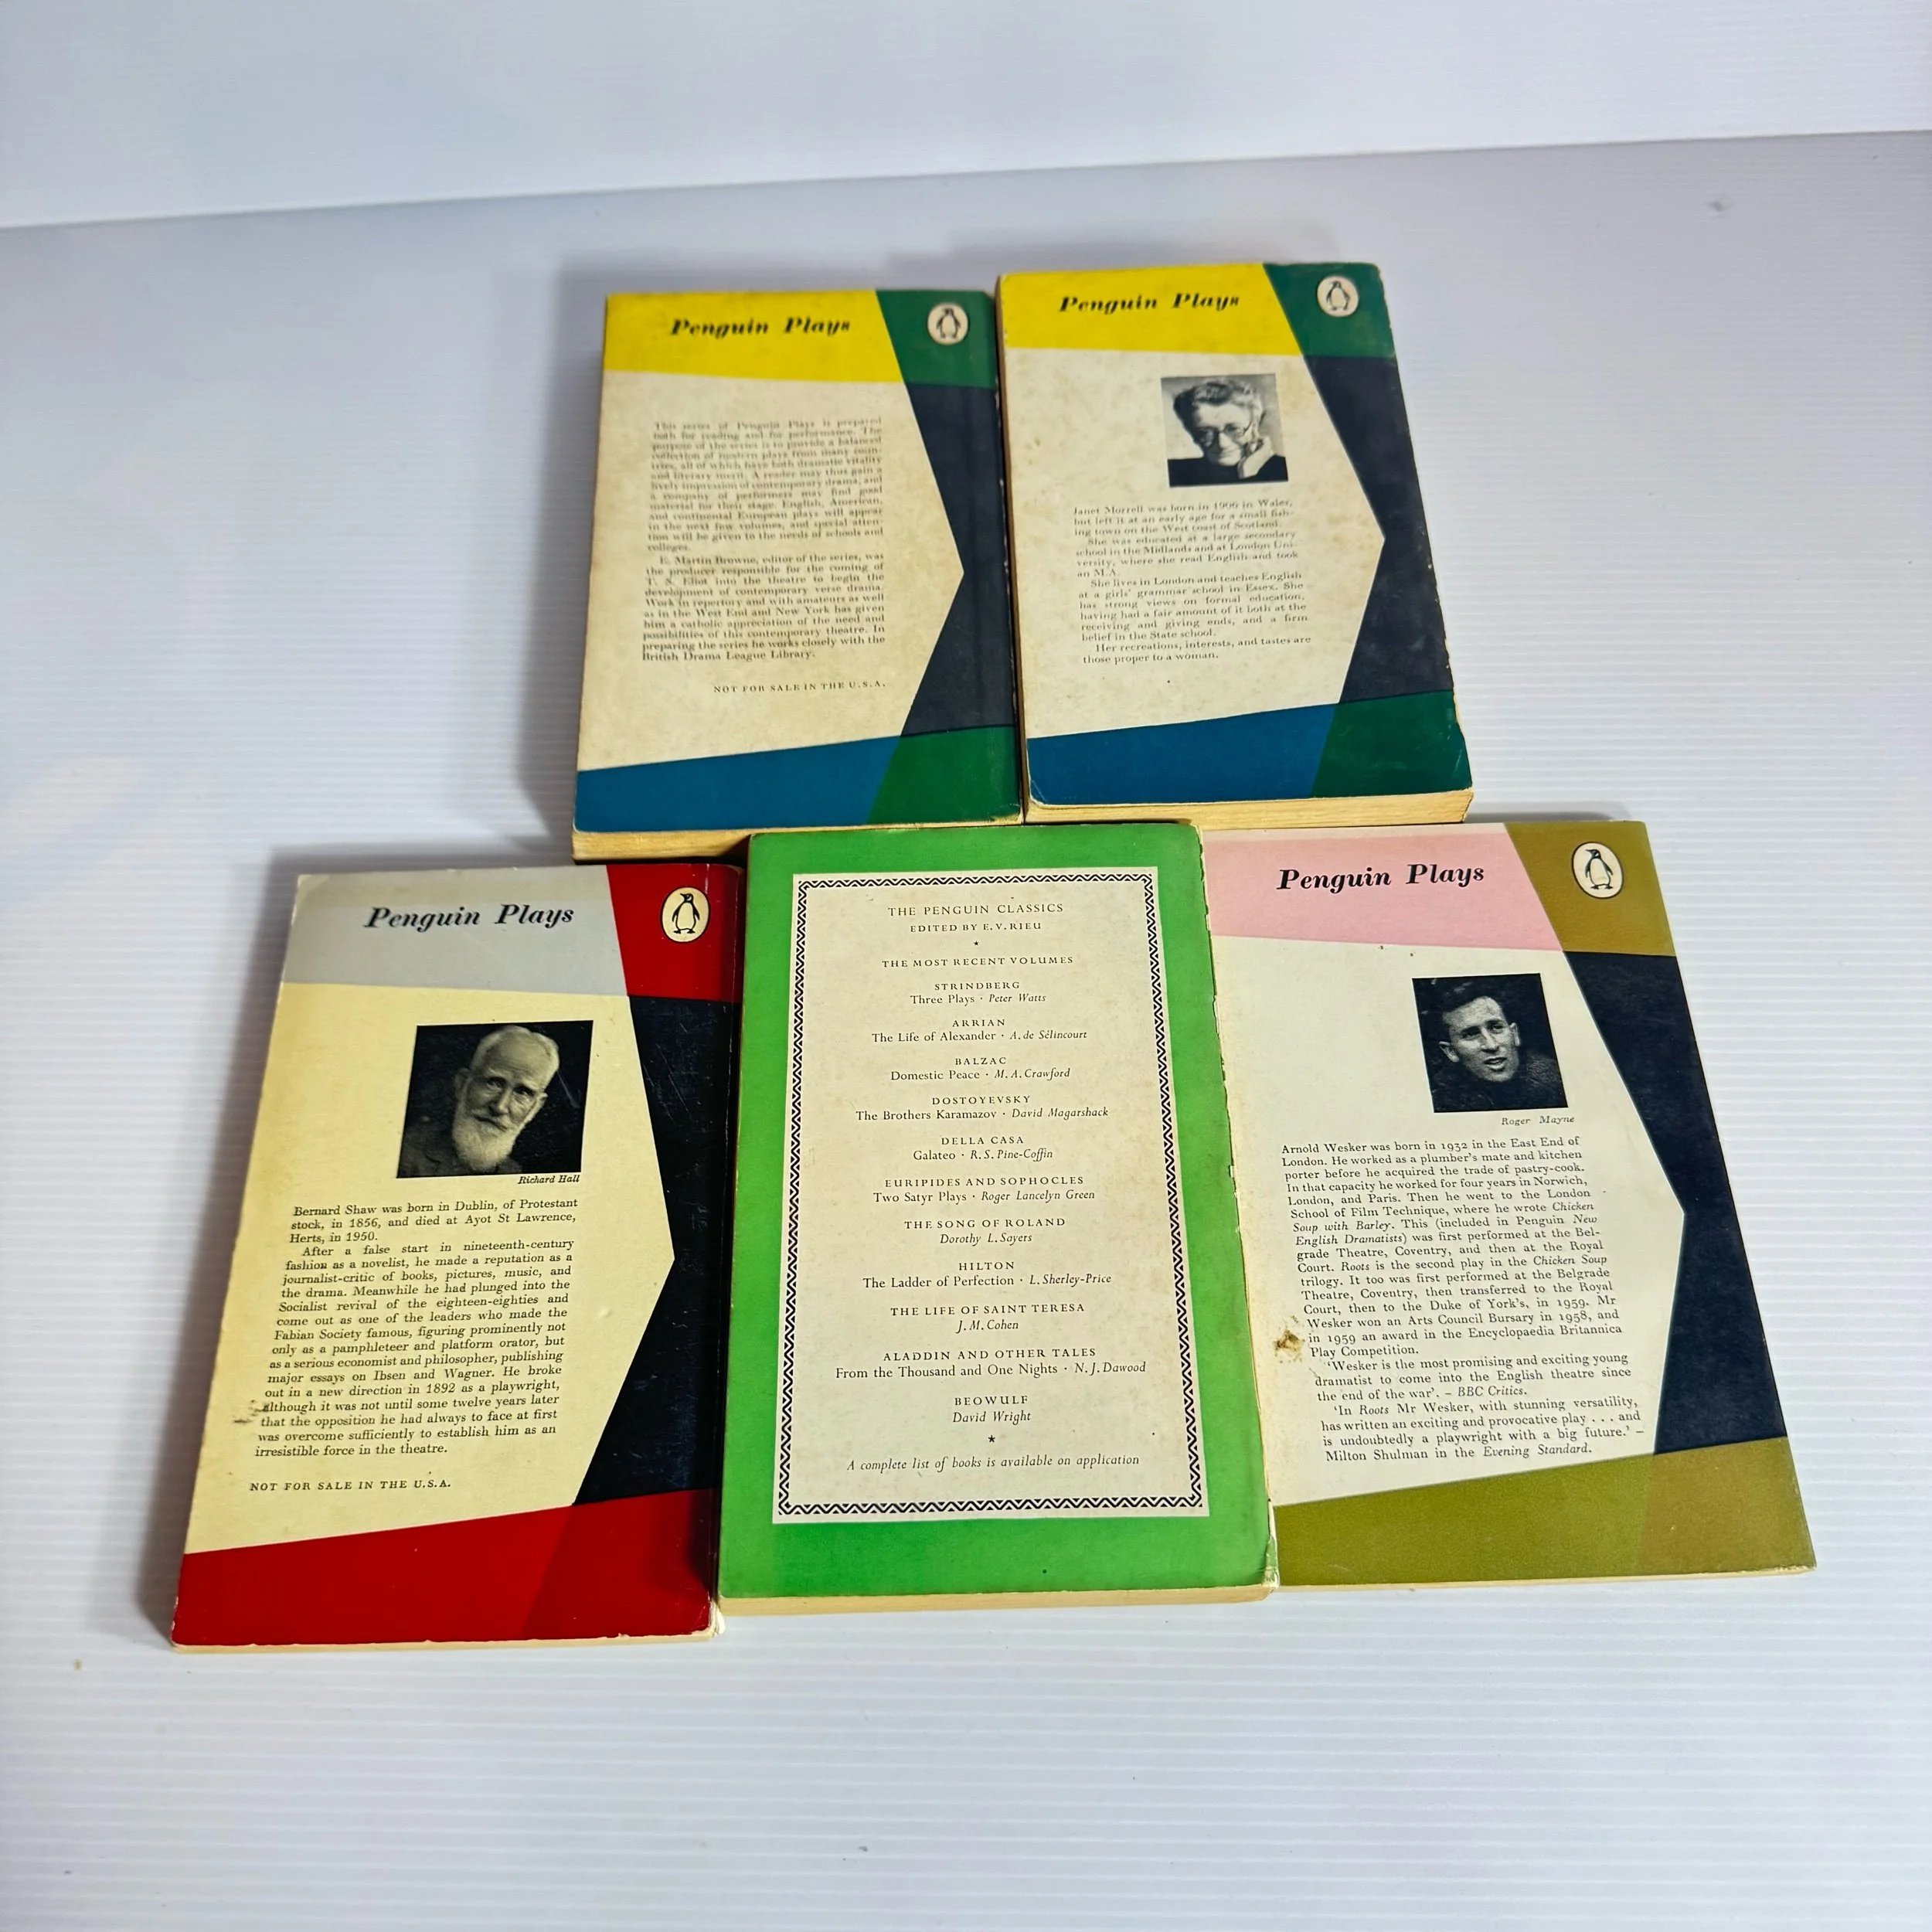 Penguin Plays
This series of Penguin Plays is prepared
both for reading and for performance. The
purpose of the series is to provide a balanced
collection of modern plays from many coun-
tries, all of which have both dramatic vitality
and literary merit. A reader may thus gain a
lively impression of contemporary drama, and
a company of performers may find good
material for their stage. English, American,
and continental European plays will appear
in the next few volumes, and special atten-
tion will be given to the needs of schools and
colleges.
E. Martin Browne, editor of the series, was
the producer responsible for the coming of
T. S. Eliot into the theatre to begin the
development of contemporary verse drama.
Work in repertory and with amateurs as well
as in the West End and New York has given
him a catholic appreciation of the need and
possibilities of this contemporary theatre. In
preparing the series he works closely with the
British Drama League Library.
NOT FOR SALE IN THE U.S.A.
Penguin Plays
Janet Morrell was born in 1906 in Wales,
but left it at an early age for a small fish-
ing town on the West coast of Scotland.
She was educated at a large secondary
school in the Midlands and at London Uni-
versity, where she read English and took
an M.A.
She lives in London and teaches English
at a girls' grammar school in Essex. She
has strong views on formal education,
having had a fair amount of it both at the
receiving and giving ends, and a firm
belief in the State school.
Her recreations, interests, and tastes are
those proper to a woman.
Penguin Plays
Richard Hall
Bernard Shaw was born in Dublin, of Protestant
stock, in 1856, and died at Ayot St Lawrence,
Herts, in 1950.
After a false start in nineteenth-century
fashion as a novelist, he made a reputation as a
journalist-critic of books, pictures, music, and
the drama. Meanwhile he had plunged into the
Socialist revival of the eighteen-eighties and
come out as one of the leaders who made the
Fabian Society famous, figuring prominently not
only as a pamphleteer and platform orator, but
as a serious economist and philosopher, publishing
major essays on Ibsen and Wagner. He broke
out in a new direction in 1892 as a playwright,
although it was not until some twelve years later
that the opposition he had always to face at first
was overcome sufficiently to establish him as an
irresistible force in the theatre.
NOT FOR SALE IN THE U.S.A.
THE PENGUIN CLASSICS
EDITED BY E. V. RIEU
*
THE MOST RECENT VOLUMES
STRINDBERG
Three Plays · Peter Watts
ARRIAN
The Life of Alexander · A. de Sélincourt
BALZAC
Domestic Peace · M. A. Crawford
DOSTOYEVSKY
The Brothers Karamazov · David Magarshack
DELLA CASA
Galateo · R. S. Pine-Coffin
EURIPIDES AND SOPHOCLES
Two Satyr Plays · Roger Lancelyn Green
THE SONG OF ROLAND
Dorothy L. Sayers
HILTON
The Ladder of Perfection · L. Sherley-Price
THE LIFE OF SAINT TERESA
J. M. Cohen
ALADDIN AND OTHER TALES
From the Thousand and One Nights · N. J. Dawood
BEOWULF
David Wright
*
A complete list of books is available on application
Penguin Plays
Roger Mayne
Arnold Wesker was born in 1932 in the East End of
London. He worked as a plumber's mate and kitchen
porter before he acquired the trade of pastry-cook.
In that capacity he worked for four years in Norwich,
London, and Paris. Then he went to the London
School of Film Technique, where he wrote Chicken
Soup with Barley. This (included in Penguin New
English Dramatists) was first performed at the Bel-
grade Theatre, Coventry, and then at the Royal
Court. Roots is the second play in the Chicken Soup
trilogy. It too was first performed at the Belgrade
Theatre, Coventry, then transferred to the Royal
Court, then to the Duke of York's, in 1959. Mr
Wesker won an Arts Council Bursary in 1958, and
in 1959 an award in the Encyclopaedia Britannica
Play Competition.
'Wesker is the most promising and exciting young
dramatist to come into the English theatre since
the end of the war'. – BBC Critics.
'In Roots Mr Wesker, with stunning versatility,
has written an exciting and provocative play . . . and
is undoubtedly a playwright with a big future.' –
Milton Shulman in the Evening Standard.